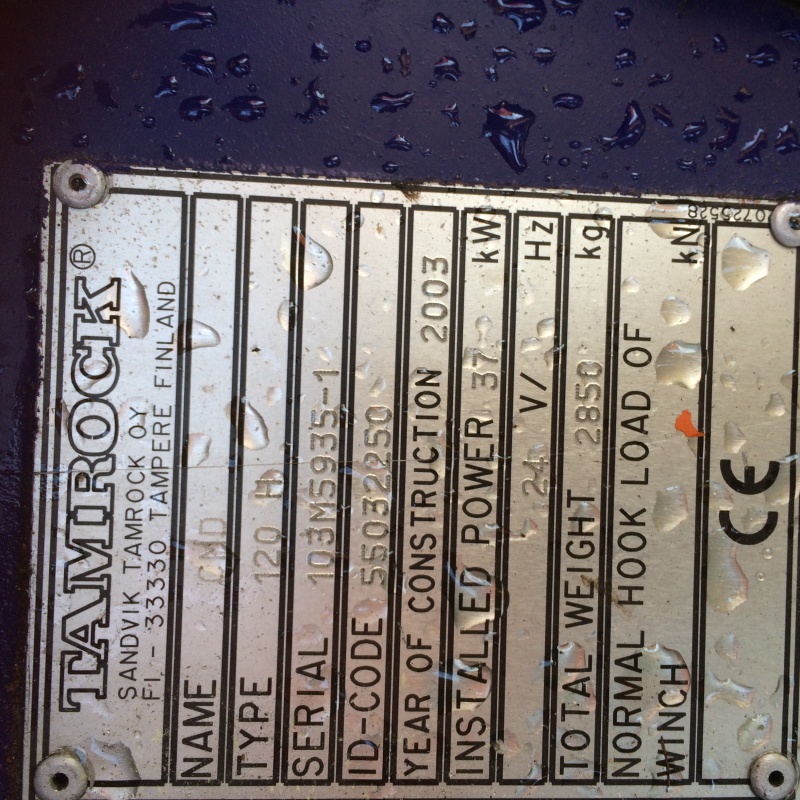 TAMROCK®
SANDVIK TAMROCK OY
FI - 33330 TAMPERE FINLAND
NAME CMD
TYPE 120 H
SERIAL 103M5935-1
ID-CODE 55032250
YEAR OF CONSTRUCTION 2003
INSTALLED POWER 37 kW
24 V/ Hz
TOTAL WEIGHT 2850 kg
NORMAL HOOK LOAD OF
WINCH kN
CE